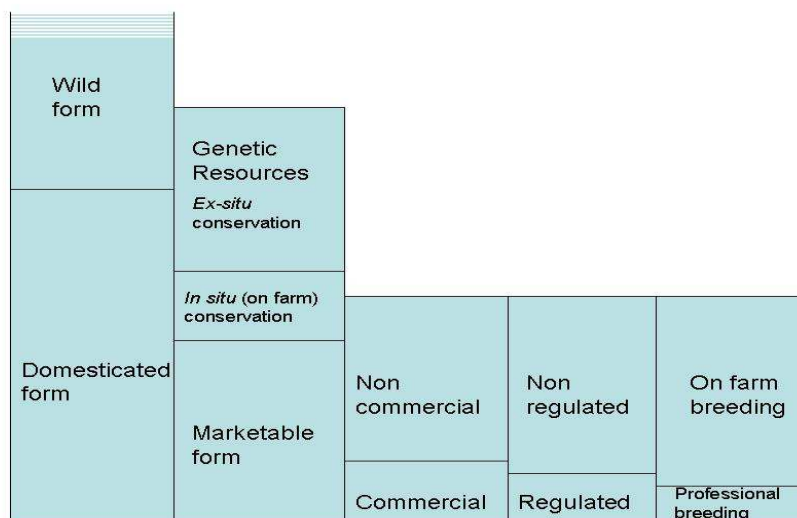 Wild
form
Domesticated
form
Genetic
Resources
Ex-situ
conservation
In situ (on farm)
conservation
Marketable
form
Non
commercial
Commercial
Non
regulated
Regulated
On farm
breeding
Professional
breeding